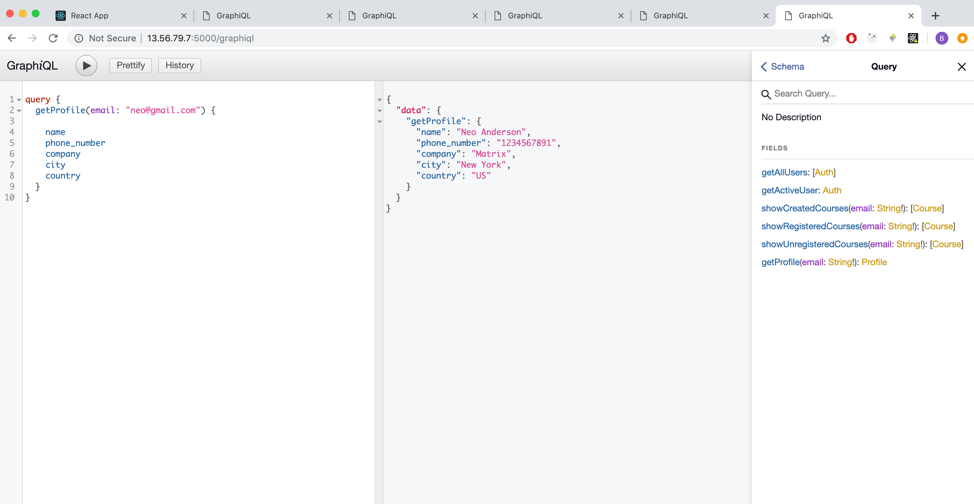 React App
GraphiQL
GraphiQL
GraphiQL
GraphiQL
GraphiQL
Not Secure | 13.56.79.7:5000/graphiql
B
GraphiQL
Prettify
History
1 query {
2 getProfile(email: "neo@gmail.com") {
3
4 name
5 phone_number
6 company
7 city
8 country
9 }
10 }
{
"data": {
"getProfile": {
"name": "Neo Anderson",
"phone_number": "1234567891",
"company": "Matrix",
"city": "New York",
"country": "US"
}
}
}
Schema
Query
Search Query...
No Description
FIELDS
getAllUsers: [Auth]
getActiveUser: Auth
showCreatedCourses(email: String!): [Course]
showRegisteredCourses(email: String!): [Course]
showUnregisteredCourses(email: String!): [Course]
getProfile(email: String!): Profile